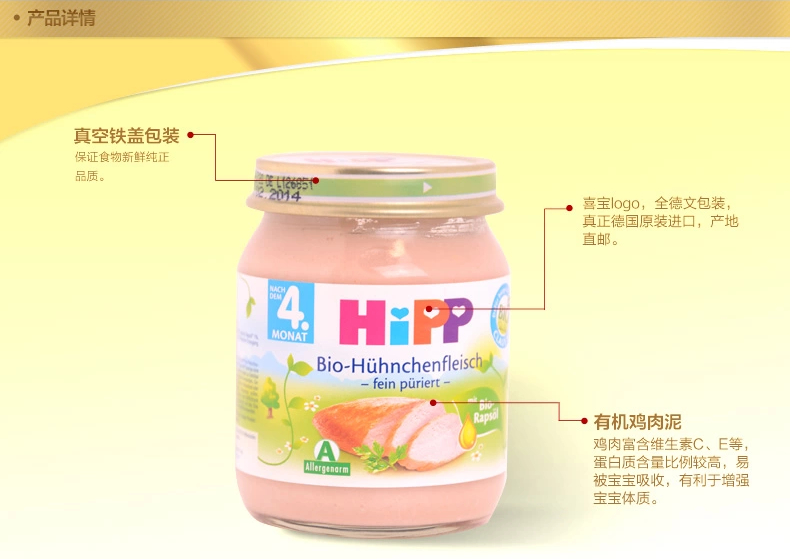 产品详情
真空铁盖包装
保证食物新鲜纯正
品质。
DE L126851
2014
喜宝logo，全德文包装，
真正德国原装进口，产地
直邮。
NACH
DEM
4.
MONAT
HiPP
Bio-Hühnchenfleisch
– fein püriert –
mit
Bio-
Rapsöl
A
Allergenarm
有机鸡肉泥
鸡肉富含维生素C、E等，
蛋白质含量比例较高，易
被宝宝吸收，有利于增强
宝宝体质。